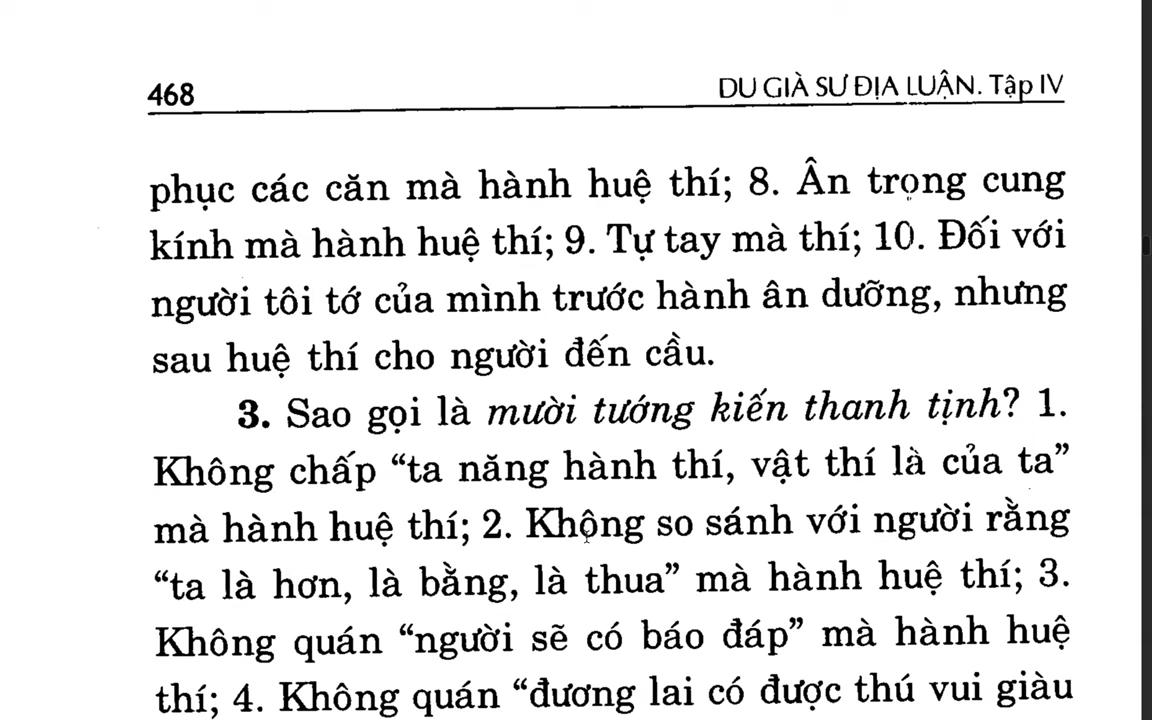 468
DU GIÀ SƯ ĐỊA LUẬN. Tập IV
phục các căn mà hành huệ thí; 8. Ân trọng cung
kính mà hành huệ thí; 9. Tự tay mà thí; 10. Đối với
người tôi tớ của mình trước hành ân dưỡng, nhưng
sau huệ thí cho người đến cầu.
3. Sao gọi là mười tướng kiến thanh tịnh? 1.
Không chấp “ta năng hành thí, vật thí là của ta”
mà hành huệ thí; 2. Không so sánh với người rằng
“ta là hơn, là bằng, là thua” mà hành huệ thí; 3.
Không quán “người sẽ có báo đáp” mà hành huệ
thí; 4. Không quán “đương lai có được thú vui giàu